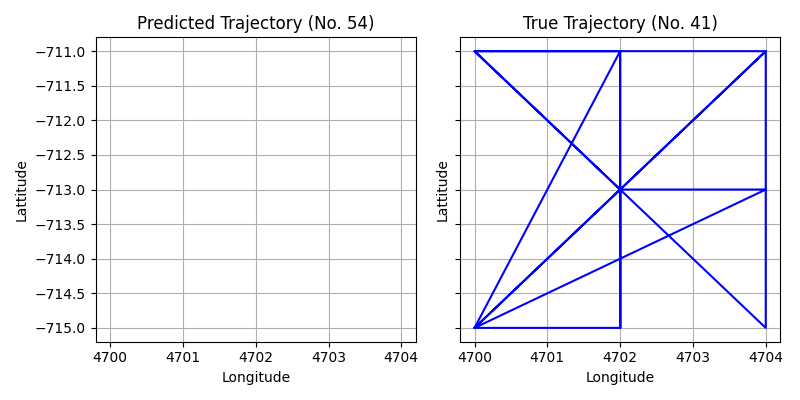 Predicted Trajectory (No. 54)
True Trajectory (No. 41)
Lattitude
−711.0
−711.5
−712.0
−712.5
−713.0
−713.5
−714.0
−714.5
−715.0
4700 4701 4702 4703 4704
Longitude
Lattitude
4700 4701 4702 4703 4704
Longitude